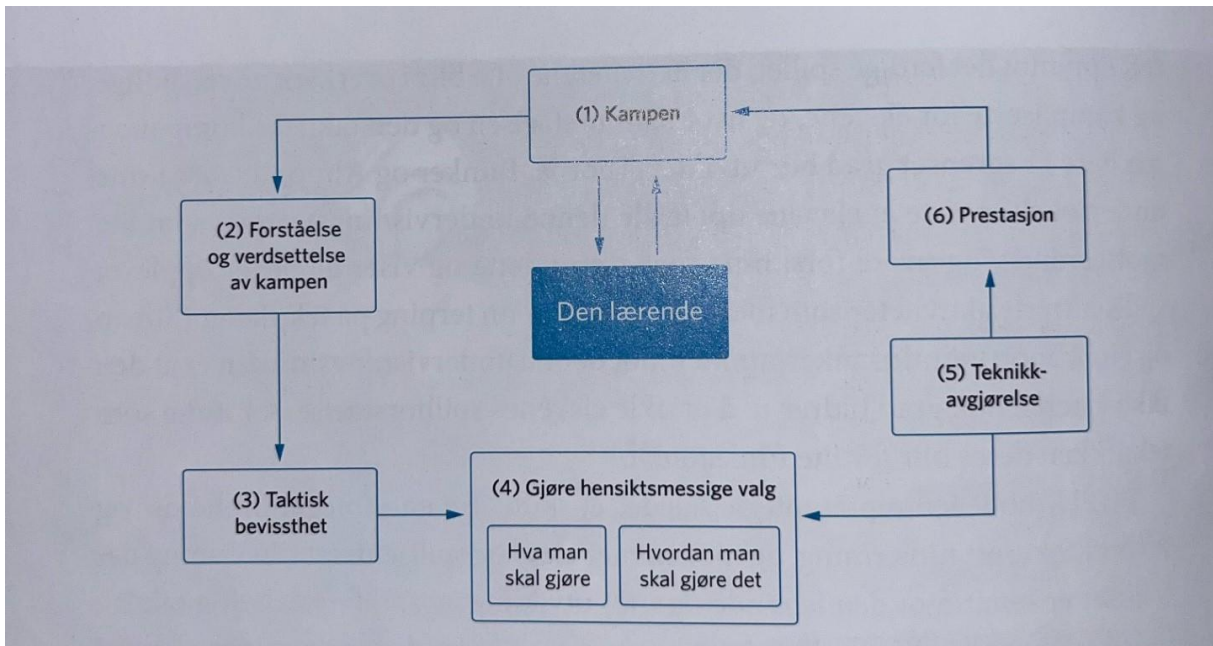 (1) Kampen
(2) Forståelse
og verdsettelse
av kampen
(6) Prestasjon
Den lærende
(5) Teknikk-
avgjørelse
(3) Taktisk
bevissthet
(4) Gjøre hensiktsmessige valg
Hva man
skal gjøre
Hvordan man
skal gjøre det